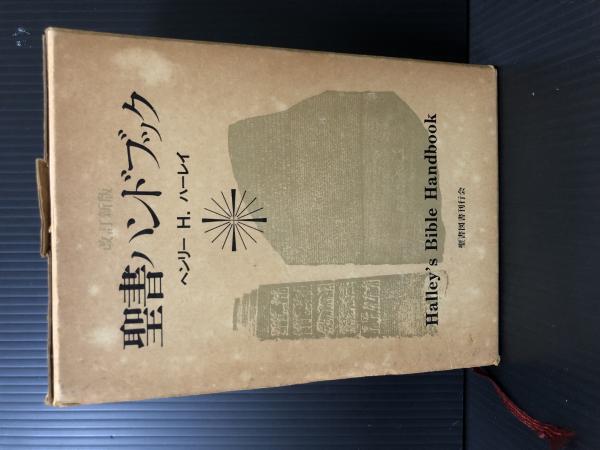 改訂新版
聖書ハンドブック
ヘンリー H. ハーレイ
Halley's Bible Handbook
聖書図書刊行会